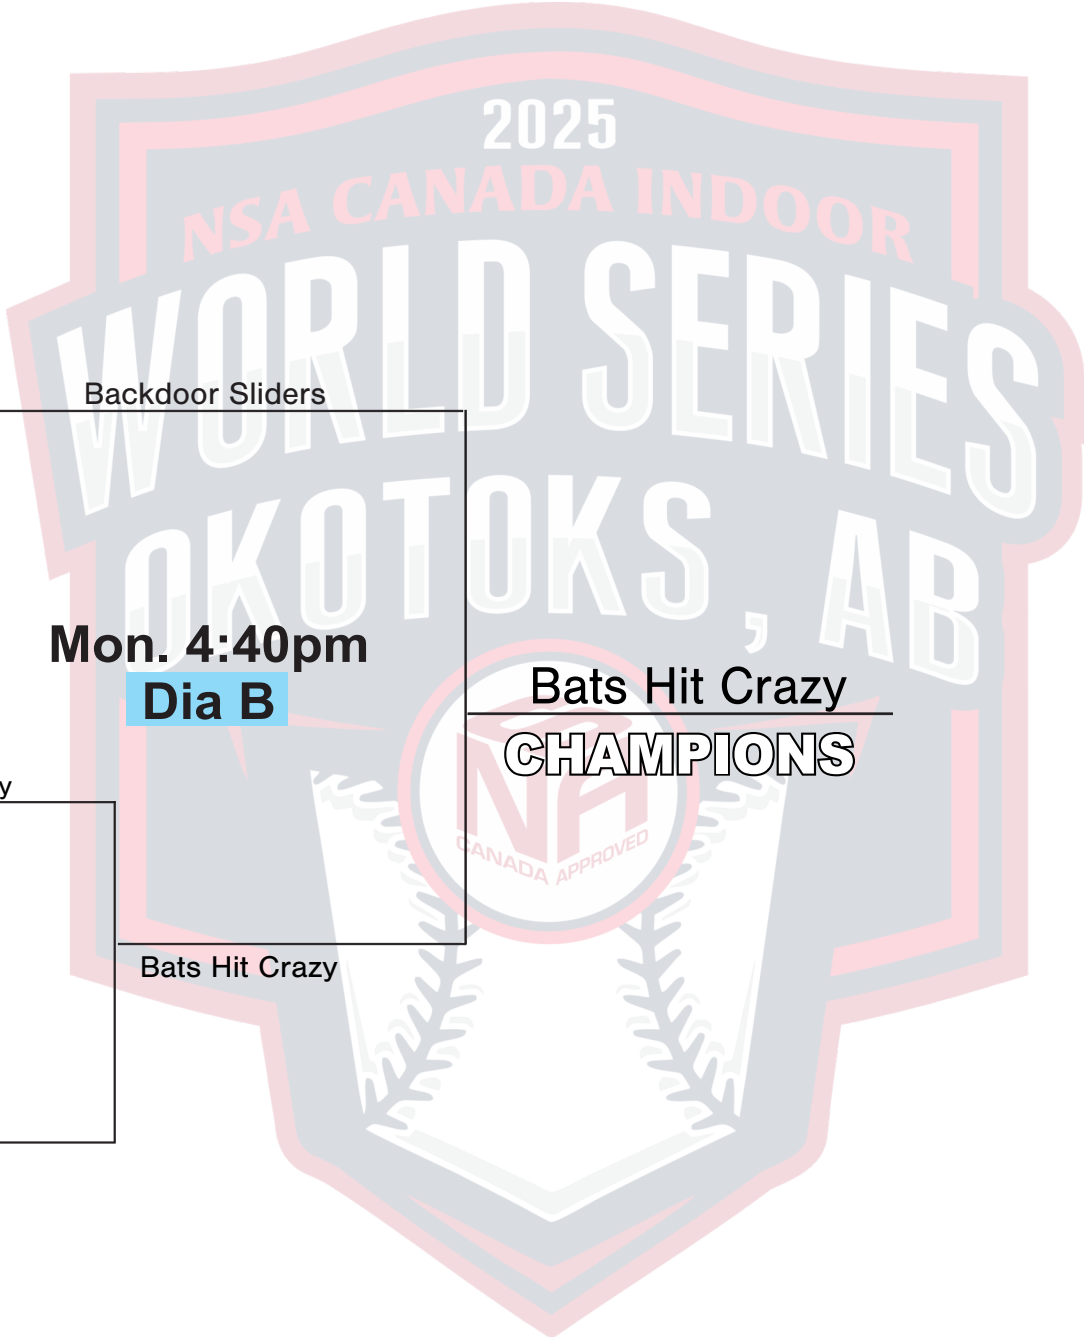 2025
NSA CANADA INDOOR
WORLD SERIES
OKOTOKS, AB
Backdoor Sliders
Mon. 4:40pm
Dia B
Bats Hit Crazy
CHAMPIONS
y
CANADA APPROVED
Bats Hit Crazy